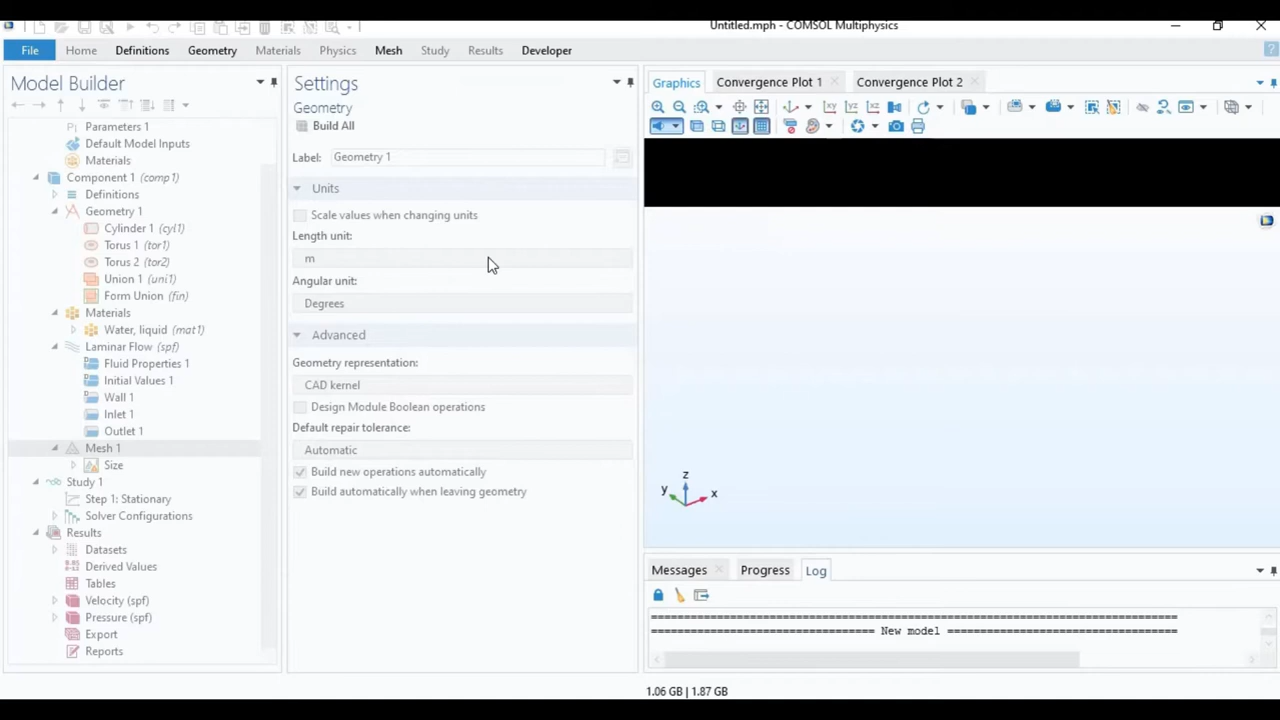 Untitled.mph - COMSOL Multiphysics
File Home Definitions Geometry Materials Physics Mesh Study Results Developer
Model Builder
Parameters 1
Default Model Inputs
Materials
Component 1 (comp1)
Definitions
Geometry 1
Cylinder 1 (cyl1)
Torus 1 (tor1)
Torus 2 (tor2)
Union 1 (uni1)
Form Union (fin)
Materials
Water, liquid (mat1)
Laminar Flow (spf)
Fluid Properties 1
Initial Values 1
Wall 1
Inlet 1
Outlet 1
Mesh 1
Size
Study 1
Step 1: Stationary
Solver Configurations
Results
Datasets
Derived Values
Tables
Velocity (spf)
Pressure (spf)
Export
Reports
Settings
Geometry
Build All
Label: Geometry 1
Units
Scale values when changing units
Length unit:
m
Angular unit:
Degrees
Advanced
Geometry representation:
CAD kernel
Design Module Boolean operations
Default repair tolerance:
Automatic
Build new operations automatically
Build automatically when leaving geometry
Graphics Convergence Plot 1 Convergence Plot 2
xy yz xz
z
y x
Messages Progress Log
================================ New model =================================
1.06 GB | 1.87 GB